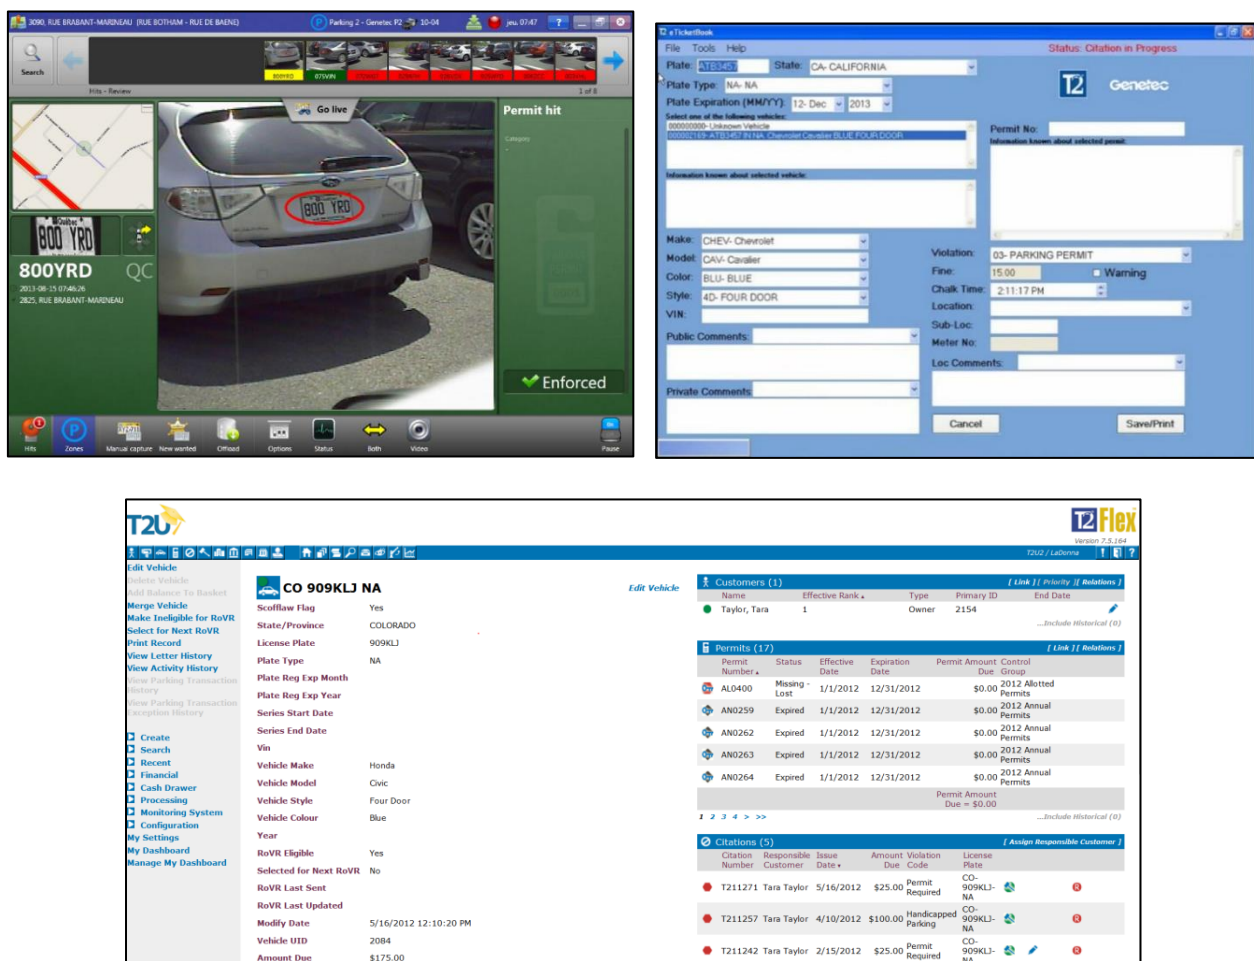 3090, RUE BRABANT-MARINEAU (RUE BOTHAM - RUE DE BAENE)
Parking 2 - Genetec P2
10-04
jeu. 07:47
?
Search
800YRD
075VIN
Hits - Review
1 of 8
Go live
Permit hit
Category
-
Québec
800 YRD
800YRD QC
2013-08-15 07:46:26
2825, RUE BRABANT-MARINEAU
800 YRD
Enforced
Hits
Zones
Manual capture
New wanted
Offload
Options
Status
Both
Video
Pause
T2 eTicketBook
File Tools Help
Status: Citation in Progress
Plate: ATB3457 State: CA- CALIFORNIA
Plate Type: NA- NA
T2 Genetec
Plate Expiration (MM/YY): 12- Dec 2013
Select one of the following vehicles:
000000000- Unknown Vehicle
000002169- ATB3457 IN NA Chevrolet Cavalier BLUE FOUR DOOR
Permit No:
Information known about selected permit:
Information known about selected vehicle:
Make: CHEV- Chevrolet
Model: CAV- Cavalier
Color: BLU- BLUE
Style: 4D- FOUR DOOR
VIN:
Public Comments:
Private Comments
Violation: 03- PARKING PERMIT
Fine: 15.00 Warning
Chalk Time: 2:11:17 PM
Location:
Sub-Loc:
Meter No:
Loc Comments:
Cancel
Save/Print
T2U
T2 Flex
Version 7.5.164
T2U2 / LaDonna
Edit Vehicle
Delete Vehicle
Add Balance To Basket
Merge Vehicle
Make Ineligible for RoVR
Select for Next RoVR
Print Record
View Letter History
View Activity History
View Parking Transaction
History
View Parking Transaction
Exception History
Create
Search
Recent
Financial
Cash Drawer
Processing
Monitoring System
Configuration
My Settings
My Dashboard
Manage My Dashboard
CO 909KLJ NA
Edit Vehicle
Scofflaw Flag Yes
State/Province COLORADO
License Plate 909KLJ
Plate Type NA
Plate Reg Exp Month
Plate Reg Exp Year
Series Start Date
Series End Date
Vin
Vehicle Make Honda
Vehicle Model Civic
Vehicle Style Four Door
Vehicle Colour Blue
Year
RoVR Eligible Yes
Selected for Next RoVR No
RoVR Last Sent
RoVR Last Updated
Modify Date 5/16/2012 12:10:20 PM
Vehicle UID 2084
Amount Due $175.00
Customers (1) [ Link ] [ Priority ][ Relations ]
Name Effective Rank Type Primary ID End Date
Taylor, Tara 1 Owner 2154
...Include Historical (0)
Permits (17) [ Link ] [ Relations ]
Permit Number Status Effective Date Expiration Date Permit Amount Due Control Group
AL0400 Missing - Lost 1/1/2012 12/31/2012 $0.00 2012 Allotted Permits
AN0259 Expired 1/1/2012 12/31/2012 $0.00 2012 Annual Permits
AN0262 Expired 1/1/2012 12/31/2012 $0.00 2012 Annual Permits
AN0263 Expired 1/1/2012 12/31/2012 $0.00 2012 Annual Permits
AN0264 Expired 1/1/2012 12/31/2012 $0.00 2012 Annual Permits
Permit Amount
Due = $0.00
1 2 3 4 > >>
...Include Historical (0)
Citations (5) [ Assign Responsible Customer ]
Citation Number Responsible Customer Issue Date Amount Due Violation Code License Plate
T211271 Tara Taylor 5/16/2012 $25.00 Permit Required CO-909KLJ-NA
T211257 Tara Taylor 4/10/2012 $100.00 Handicapped Parking CO-909KLJ-NA
T211242 Tara Taylor 2/15/2012 $25.00 Permit Required CO-909KLJ-NA